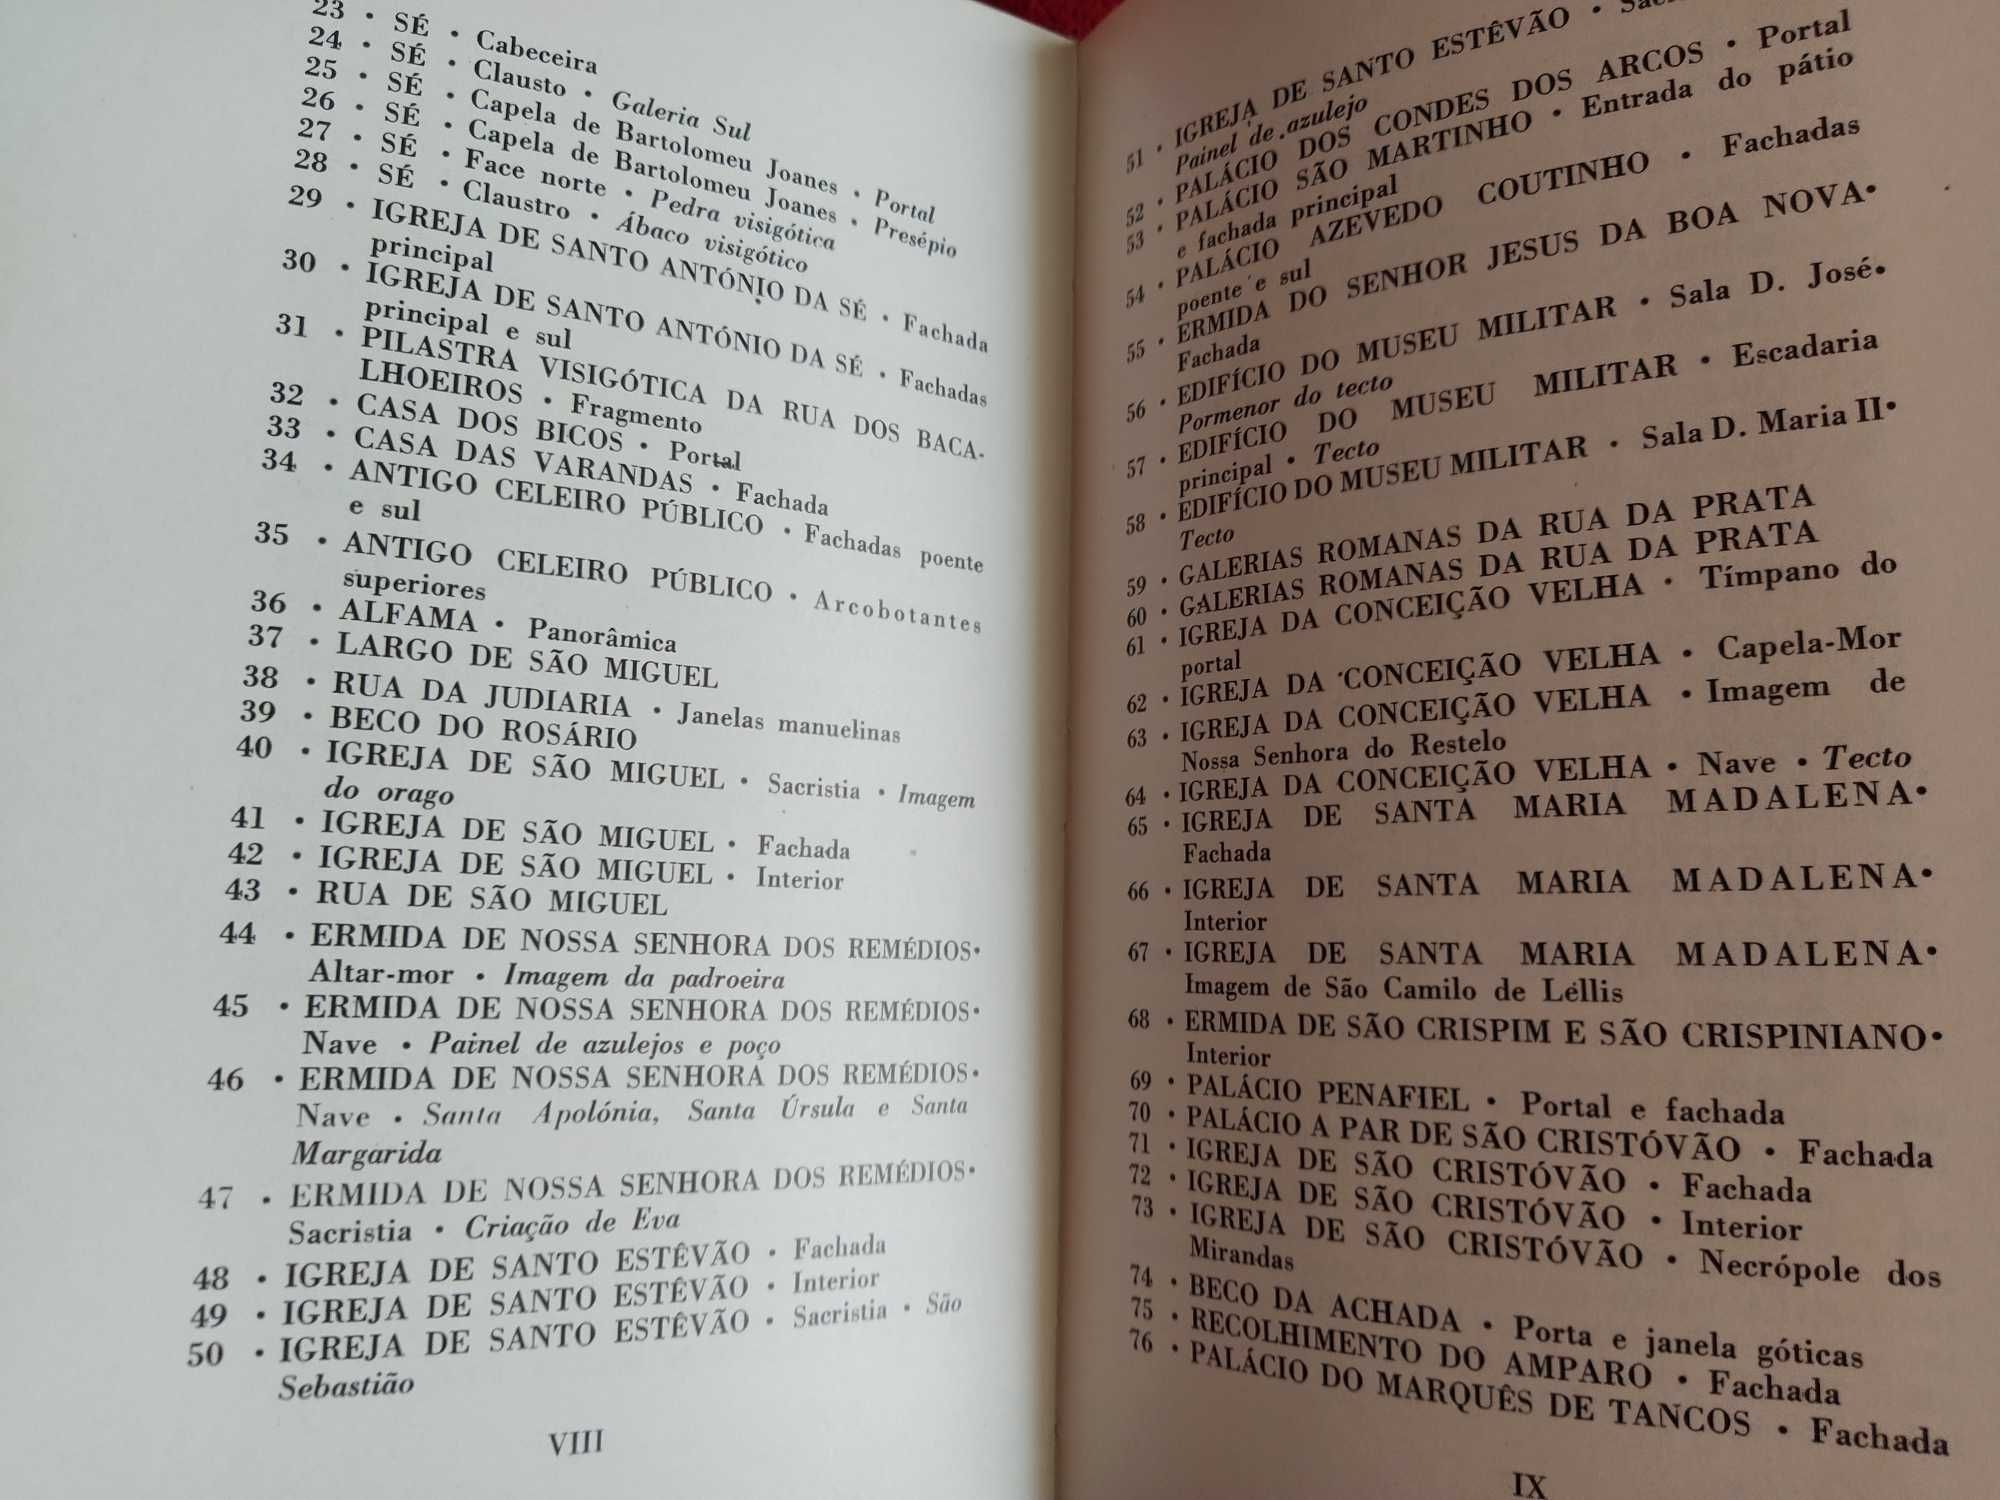 23 • SÉ • Cabeceira
24 • SÉ • Clausto • Galeria Sul
25 • SÉ • Capela de Bartolomeu Joanes • Portal
26 • SÉ • Capela de Bartolomeu Joanes • Presépio
27 • SÉ • Face norte • Pedra visigótica
28 • SÉ • Claustro • Ábaco visigótico
29 • IGREJA DE SANTO ANTÓNIO DA SÉ • Fachada
principal
30 • IGREJA DE SANTO ANTÓNIO DA SÉ • Fachadas
principal e sul
31 • PILASTRA VISIGÓTICA DA RUA DOS BACA-
LHOEIROS • Fragmento
32 • CASA DOS BICOS • Portal
33 • CASA DAS VARANDAS • Fachada
34 • ANTIGO CELEIRO PÚBLICO • Fachadas poente
e sul
35 • ANTIGO CELEIRO PÚBLICO • Arcobotantes
superiores
36 • ALFAMA • Panorâmica
37 • LARGO DE SÃO MIGUEL
38 • RUA DA JUDIARIA • Janelas manuelinas
39 • BECO DO ROSÁRIO
40 • IGREJA DE SÃO MIGUEL • Sacristia • Imagem
do orago
41 • IGREJA DE SÃO MIGUEL • Fachada
42 • IGREJA DE SÃO MIGUEL • Interior
43 • RUA DE SÃO MIGUEL
44 • ERMIDA DE NOSSA SENHORA DOS REMÉDIOS•
Altar-mor • Imagem da padroeira
45 • ERMIDA DE NOSSA SENHORA DOS REMÉDIOS•
Nave • Painel de azulejos e poço
46 • ERMIDA DE NOSSA SENHORA DOS REMÉDIOS•
Nave • Santa Apolónia, Santa Úrsula e Santa
Margarida
47 • ERMIDA DE NOSSA SENHORA DOS REMÉDIOS•
Sacristia • Criação de Eva
48 • IGREJA DE SANTO ESTÊVÃO • Fachada
49 • IGREJA DE SANTO ESTÊVÃO • Interior
50 • IGREJA DE SANTO ESTÊVÃO • Sacristia • São
Sebastião
VIII
51 • IGREJA DE SANTO ESTÊVÃO •
Painel de azulejo
52 • PALÁCIO DOS CONDES DOS ARCOS • Portal
53 • PALÁCIO SÃO MARTINHO • Entrada do pátio
e fachada principal
54 • PALÁCIO AZEVEDO COUTINHO • Fachadas
poente e sul
55 • ERMIDA DO SENHOR JESUS DA BOA NOVA•
Fachada
56 • EDIFÍCIO DO MUSEU MILITAR • Sala D. José•
Pormenor do tecto
57 • EDIFÍCIO DO MUSEU MILITAR • Escadaria
principal • Tecto
58 • EDIFÍCIO DO MUSEU MILITAR • Sala D. Maria II•
Tecto
59 • GALERIAS ROMANAS DA RUA DA PRATA
60 • GALERIAS ROMANAS DA RUA DA PRATA
61 • IGREJA DA CONCEIÇÃO VELHA • Tímpano do
portal
62 • IGREJA DA CONCEIÇÃO VELHA • Capela-Mor
63 • IGREJA DA CONCEIÇÃO VELHA • Imagem de
Nossa Senhora do Restelo
64 • IGREJA DA CONCEIÇÃO VELHA • Nave • Tecto
65 • IGREJA DE SANTA MARIA MADALENA•
Fachada
66 • IGREJA DE SANTA MARIA MADALENA•
Interior
67 • IGREJA DE SANTA MARIA MADALENA•
Imagem de São Camilo de Léllis
68 • ERMIDA DE SÃO CRISPIM E SÃO CRISPINIANO•
Interior
69 • PALÁCIO PENAFIEL • Portal e fachada
70 • PALÁCIO A PAR DE SÃO CRISTÓVÃO • Fachada
71 • IGREJA DE SÃO CRISTÓVÃO • Fachada
72 • IGREJA DE SÃO CRISTÓVÃO • Interior
73 • IGREJA DE SÃO CRISTÓVÃO • Necrópole dos
Mirandas
74 • BECO DA ACHADA • Porta e janela góticas
75 • RECOLHIMENTO DO AMPARO • Fachada
76 • PALÁCIO DO MARQUÊS DE TANCOS • Fachada
IX